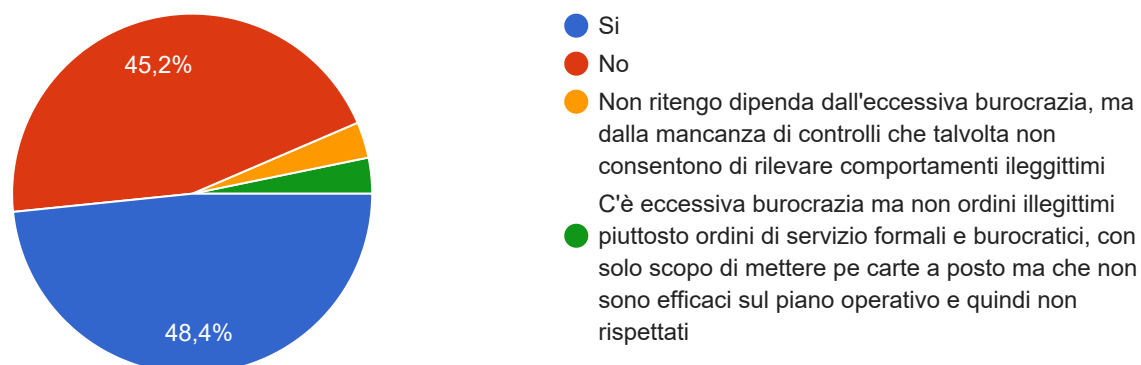 45,2%
48,4%
Si
No
Non ritengo dipenda dall'eccessiva burocrazia, ma
dalla mancanza di controlli che talvolta non
consentono di rilevare comportamenti ileggittimi
C'è eccessiva burocrazia ma non ordini illegittimi
piuttosto ordini di servizio formali e burocratici, con
solo scopo di mettere pe carte a posto ma che non
sono efficaci sul piano operativo e quindi non
rispettati